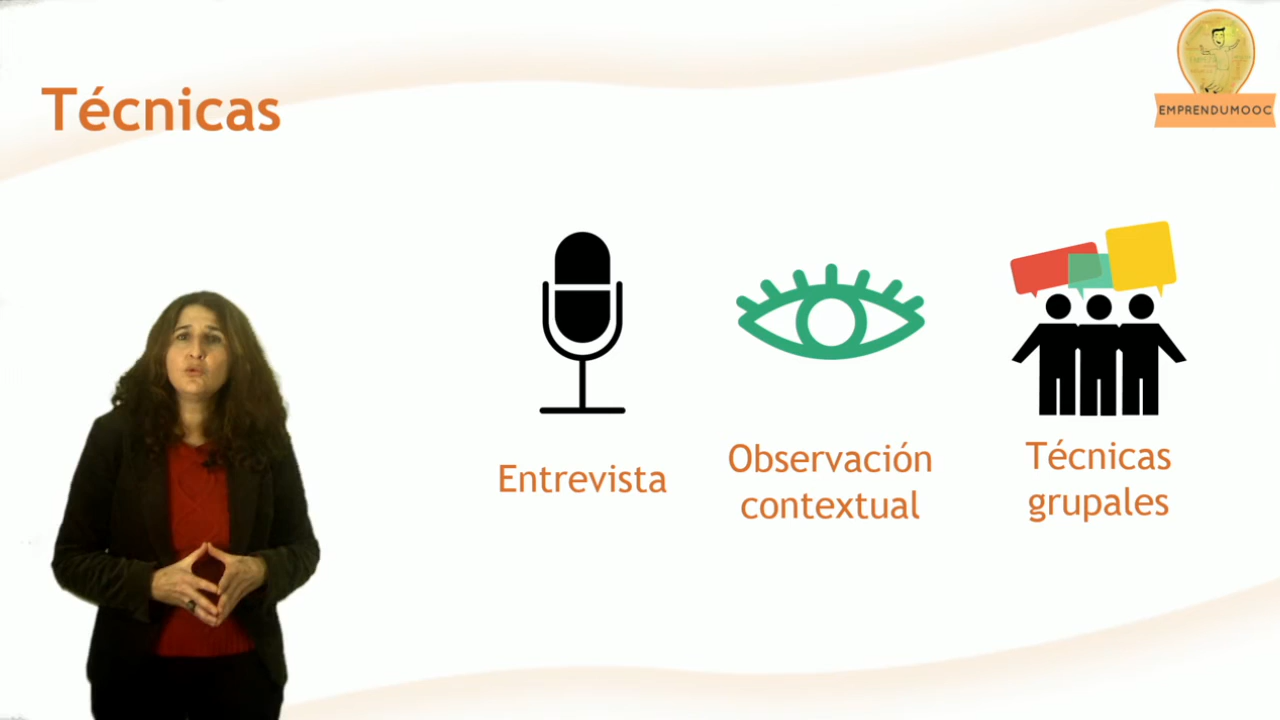 Técnicas
EMPRENDUMOOC
Entrevista
Observación
contextual
Técnicas
grupales